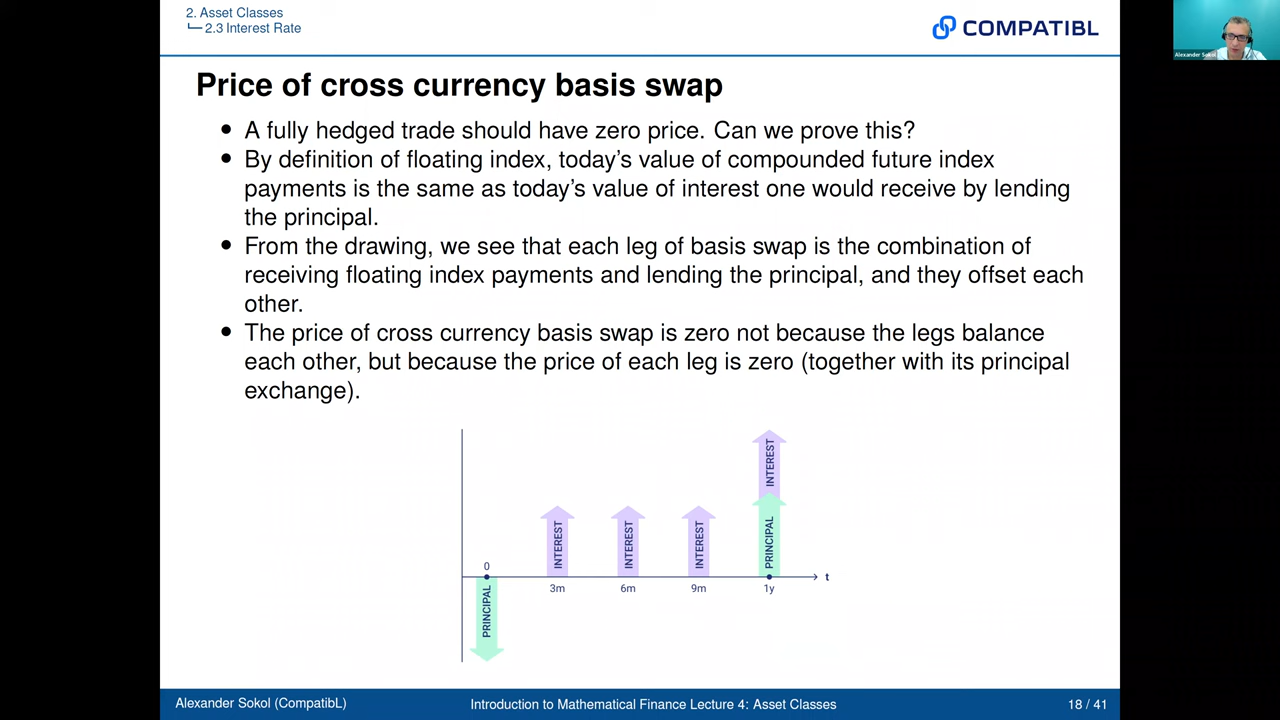 2. Asset Classes
2.3 Interest Rate
COMPATIBL
Alexander Sokol
Price of cross currency basis swap
• A fully hedged trade should have zero price. Can we prove this?
• By definition of floating index, today's value of compounded future index
payments is the same as today's value of interest one would receive by lending
the principal.
• From the drawing, we see that each leg of basis swap is the combination of
receiving floating index payments and lending the principal, and they offset each
other.
• The price of cross currency basis swap is zero not because the legs balance
each other, but because the price of each leg is zero (together with its principal
exchange).
INTEREST
INTEREST
INTEREST
INTEREST
PRINCIPAL
0
t
3m
6m
9m
1y
PRINCIPAL
Alexander Sokol (CompatibL)
Introduction to Mathematical Finance Lecture 4: Asset Classes
18 / 41